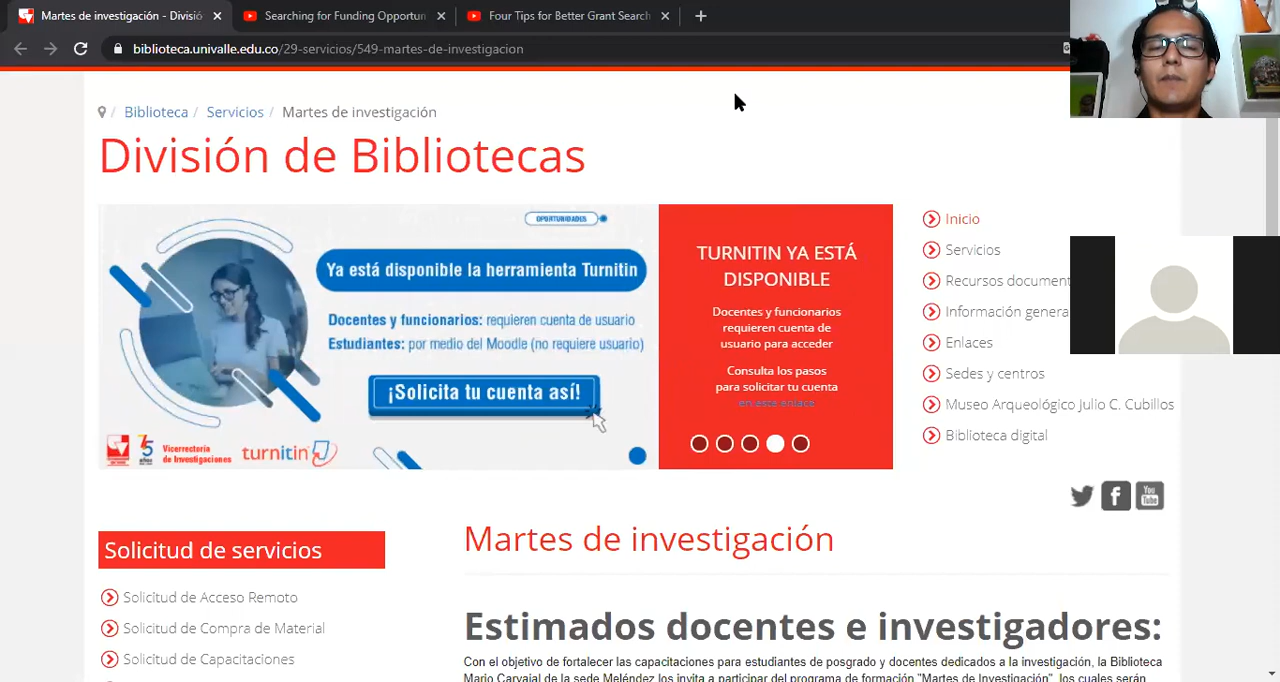 Martes de investigación - Divisió
Searching for Funding Opportun
Four Tips for Better Grant Search
biblioteca.univalle.edu.co/29-servicios/549-martes-de-investigacion
Biblioteca / Servicios / Martes de investigación
División de Bibliotecas
OPORTUNIDADES
Ya está disponible la herramienta Turnitin
Docentes y funcionarios: requieren cuenta de usuario
Estudiantes: por medio del Moodle (no requiere usuario)
¡Solicita tu cuenta así!
75 años
Vicerrectoría
de Investigaciones
turnitin
TURNITIN YA ESTÁ
DISPONIBLE
Docentes y funcionarios
requieren cuenta de
usuario para acceder
Consulta los pasos
para solicitar tu cuenta
en este enlace
Inicio
Servicios
Recursos document
Información genera
Enlaces
Sedes y centros
Museo Arqueológico Julio C. Cubillos
Biblioteca digital
You
Tube
Solicitud de servicios
Solicitud de Acceso Remoto
Solicitud de Compra de Material
Solicitud de Capacitaciones
Martes de investigación
Estimados docentes e investigadores:
Con el objetivo de fortalecer las capacitaciones para estudiantes de posgrado y docentes dedicados a la investigación, la Biblioteca
Mario Carvajal de la sede Meléndez los invita a participar del programa de formación "Martes de Investigación", los cuales serán